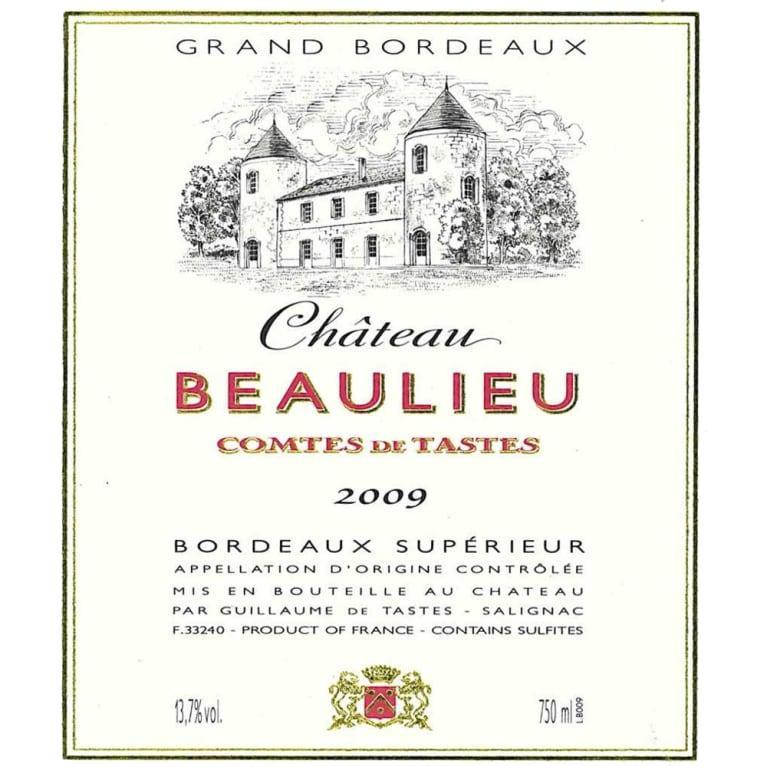 GRAND BORDEAUX
Château
BEAULIEU
COMTES DE TASTES
2009
BORDEAUX SUPÉRIEUR
APPELLATION D'ORIGINE CONTRÔLÉE
MIS EN BOUTEILLE AU CHATEAU
PAR GUILLAUME DE TASTES - SALIGNAC
F.33240 - PRODUCT OF FRANCE - CONTAINS SULFITES
13,7% vol.
750 ml
LB009